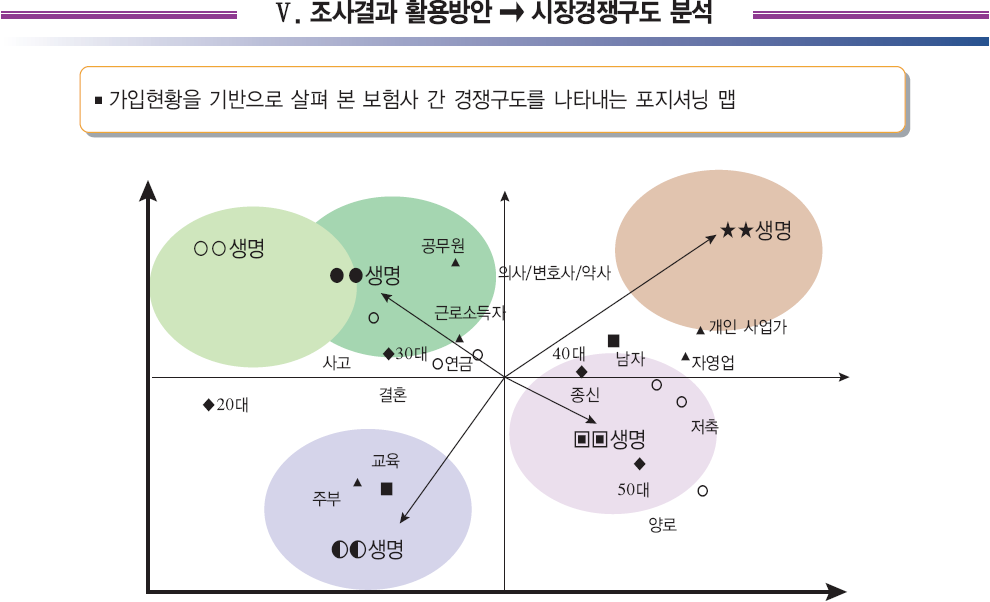 Ⅴ. 조사결과 활용방안 → 시장경쟁구도 분석
▪ 가입현황을 기반으로 살펴 본 보험사 간 경쟁구도를 나타내는 포지셔닝 맵
★★생명
○○생명
공무원
●●생명
의사/변호사/약사
근로소득자
개인 사업가
사고
30대
연금
40대
남자
자영업
결혼
종신
20대
저축
▣▣생명
교육
50대
주부
양로
◐◐생명